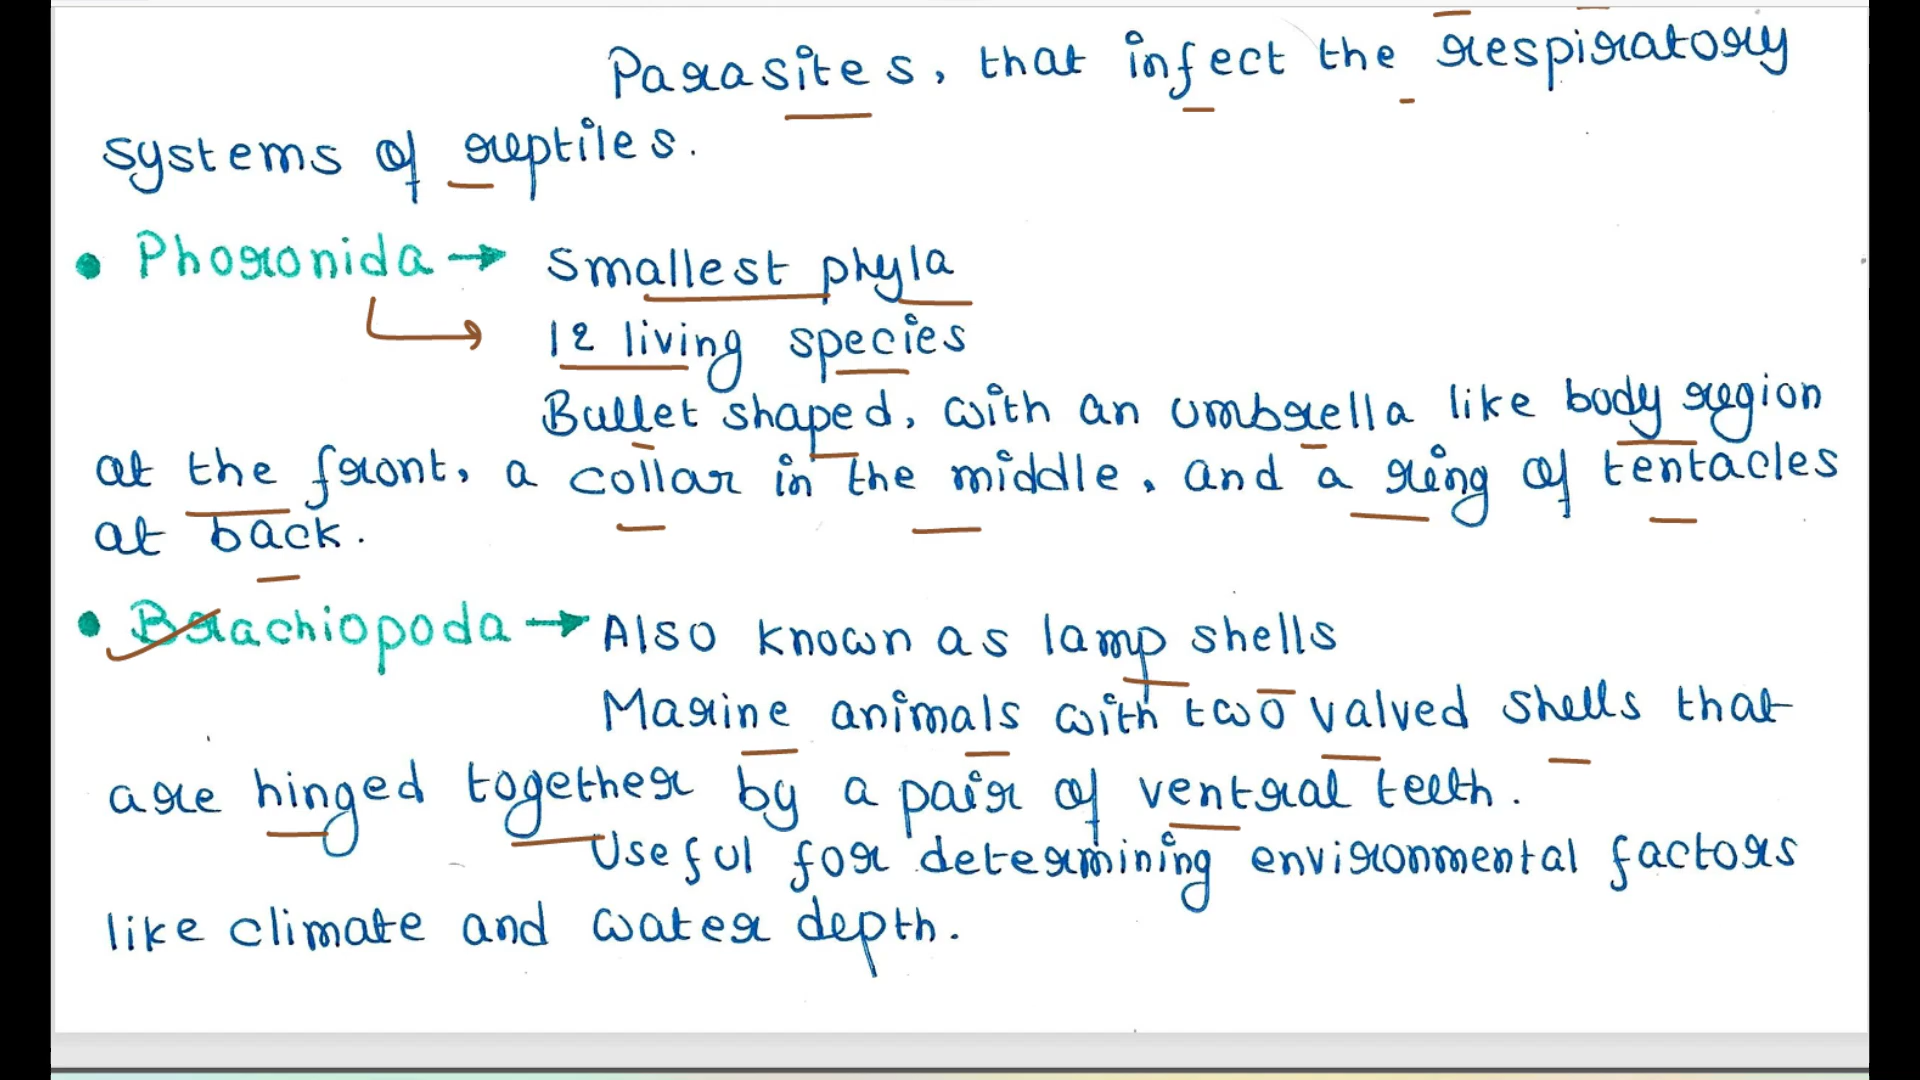 Parasites, that infect the respiratory
systems of reptiles.
• Phoronida → Smallest phyla
12 living species
Bullet shaped, with an umbrella like body region
at the front, a collar in the middle, and a ring of tentacles
at back.
• Brachiopoda → Also known as lamp shells
Marine animals with two valved shells that
are hinged together by a pair of ventral teeth.
Useful for determining environmental factors
like climate and water depth.